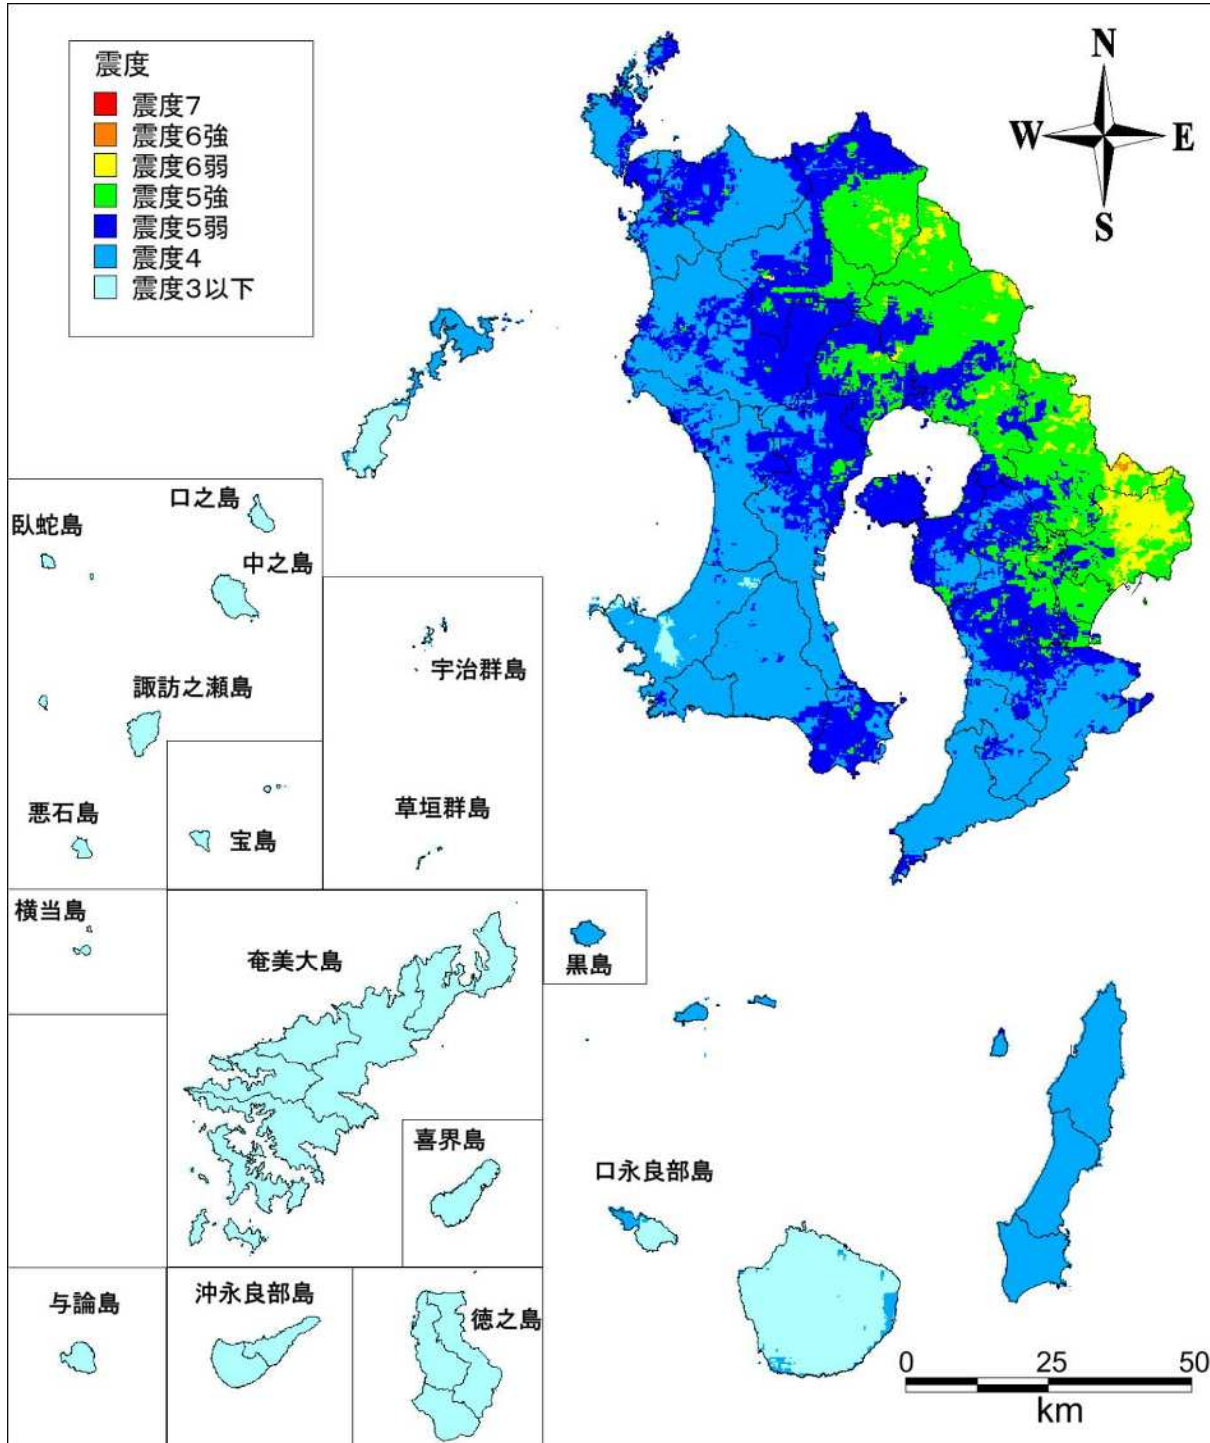 震度
震度7
震度6強
震度6弱
震度5強
震度5弱
震度4
震度3以下
N
W
E
S
口之島
臥蛇島
中之島
宇治群島
諏訪之瀬島
悪石島
宝島
草垣群島
横当島
奄美大島
黒島
喜界島
口永良部島
与論島
沖永良部島
徳之島
0 25 50
km